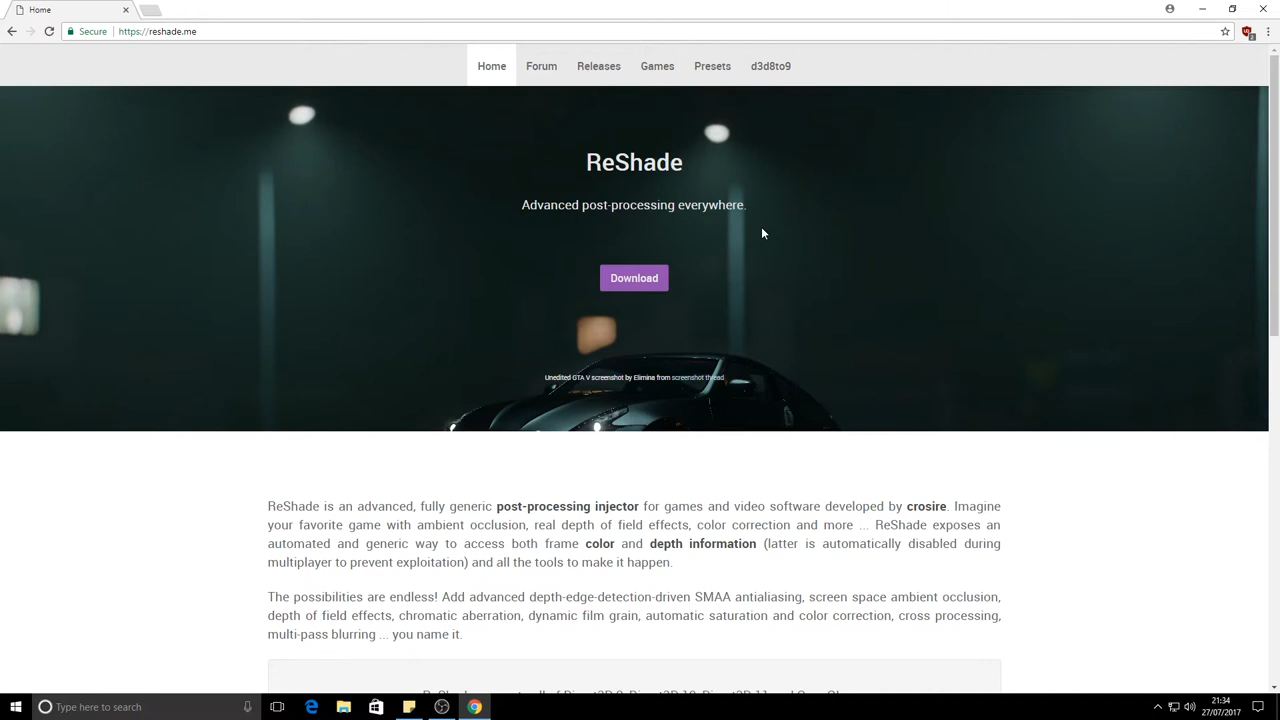 Home
Secure https://reshade.me
2
Home Forum Releases Games Presets d3d8to9
ReShade
Advanced post-processing everywhere.
Download
Unedited GTA V screenshot by Elimina from screenshot thread
ReShade is an advanced, fully generic post-processing injector for games and video software developed by crosire. Imagine
your favorite game with ambient occlusion, real depth of field effects, color correction and more ... ReShade exposes an
automated and generic way to access both frame color and depth information (latter is automatically disabled during
multiplayer to prevent exploitation) and all the tools to make it happen.
The possibilities are endless! Add advanced depth-edge-detection-driven SMAA antialiasing, screen space ambient occlusion,
depth of field effects, chromatic aberration, dynamic film grain, automatic saturation and color correction, cross processing,
multi-pass blurring ... you name it.
Type here to search
21:34
27/07/2017